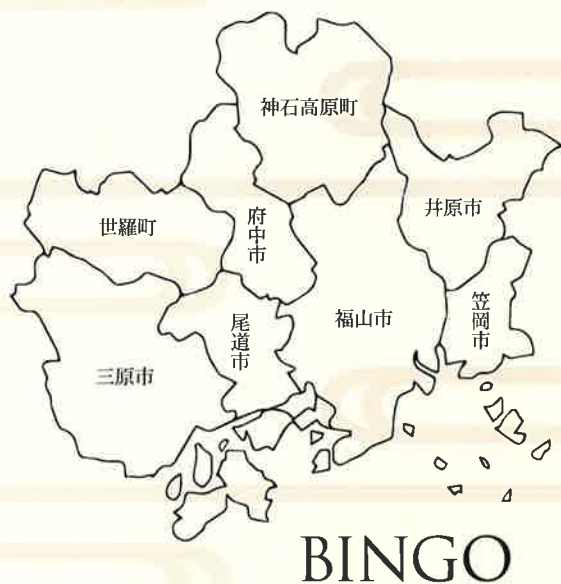 神石高原町
井原市
世羅町
府中市
笠岡市
福山市
尾道市
三原市
BINGO